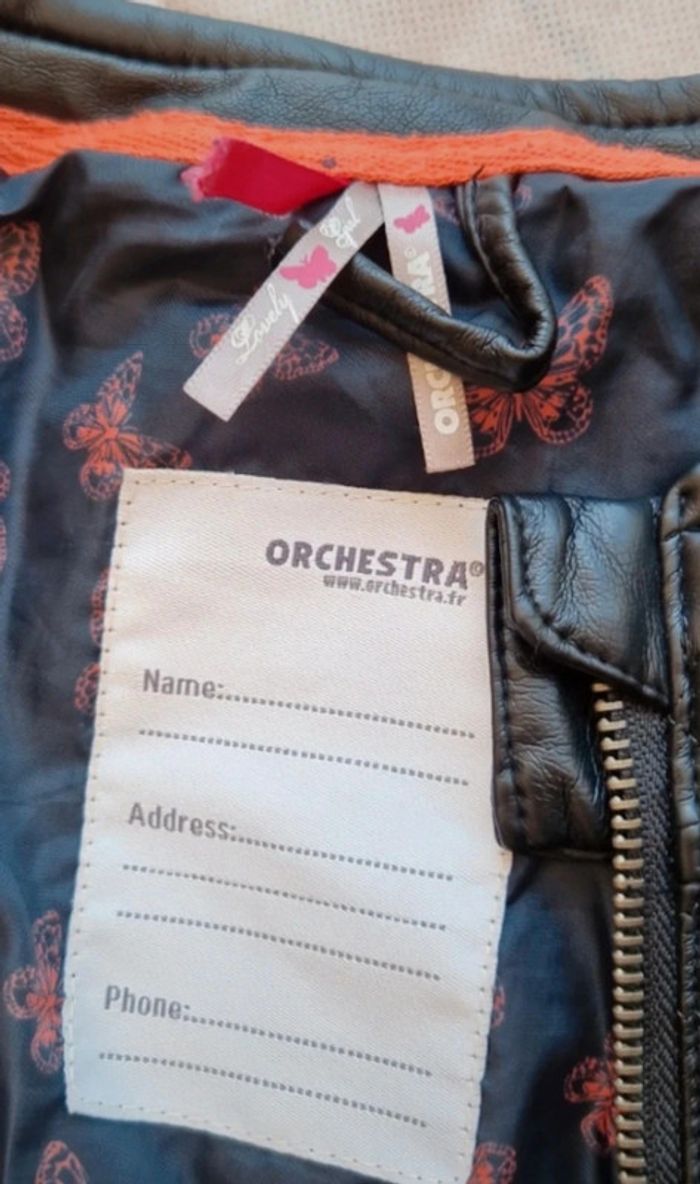 Lovely Girl
ORCHESTRA®
ORCHESTRA®
www.orchestra.fr
Name:
Address:
Phone: